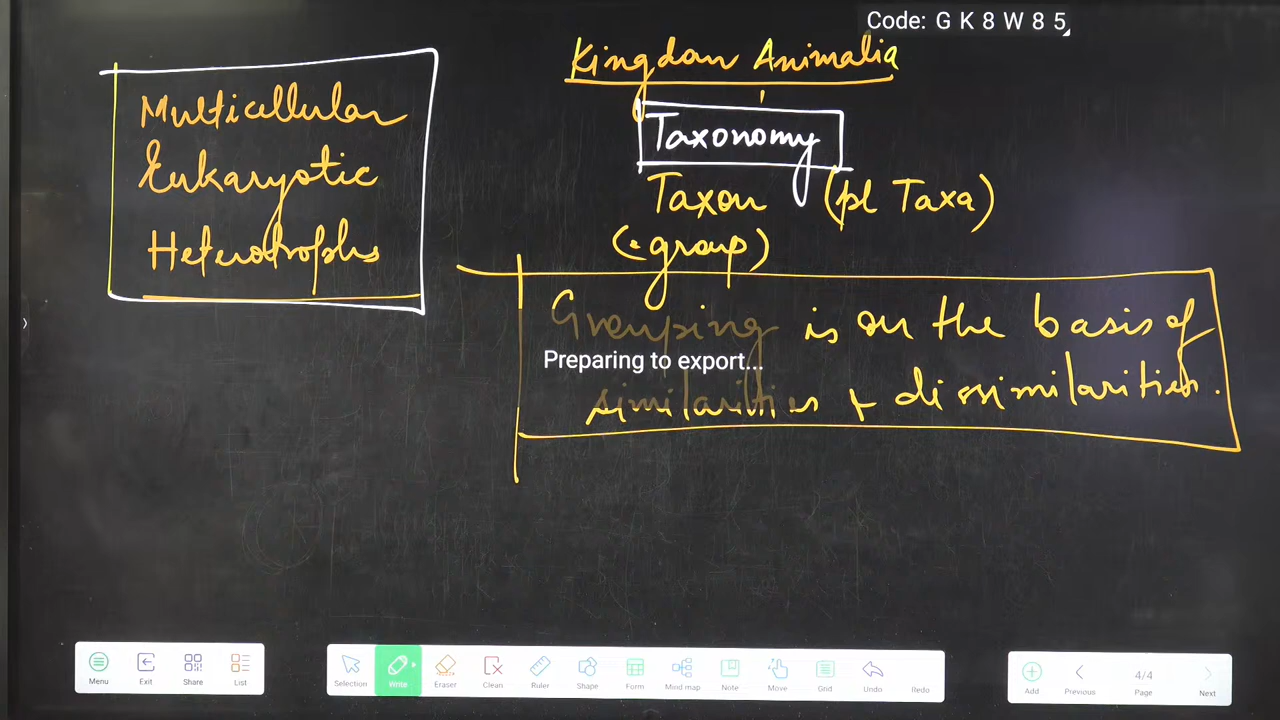 Code: G K 8 W 8 5
Kingdom Animalia
Taxonomy
Taxon (pl Taxa)
(: group)
Multicellular
Eukaryotic
Heterotrophs
Grouping is on the basis of
Preparing to export...
similarities + dissimilarities.
Menu Exit Share List
Selection Write Eraser Clean Ruler Shape Form Mind map Note Move Grid Undo Redo
Add Previous 4/4 Page Next